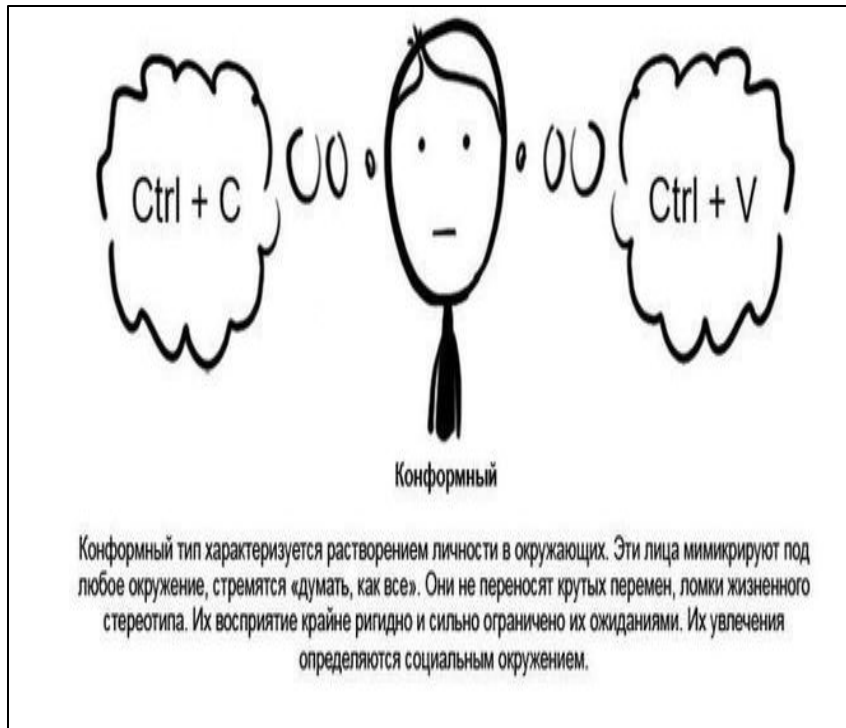 Ctrl + C
Ctrl + V
Конформный
Конформный тип характеризуется растворением личности в окружающих. Эти лица мимикрируют под
любое окружение, стремятся «думать, как все». Они не переносят крутых перемен, ломки жизненного
стереотипа. Их восприятие крайне ригидно и сильно ограничено их ожиданиями. Их увлечения
определяются социальным окружением.